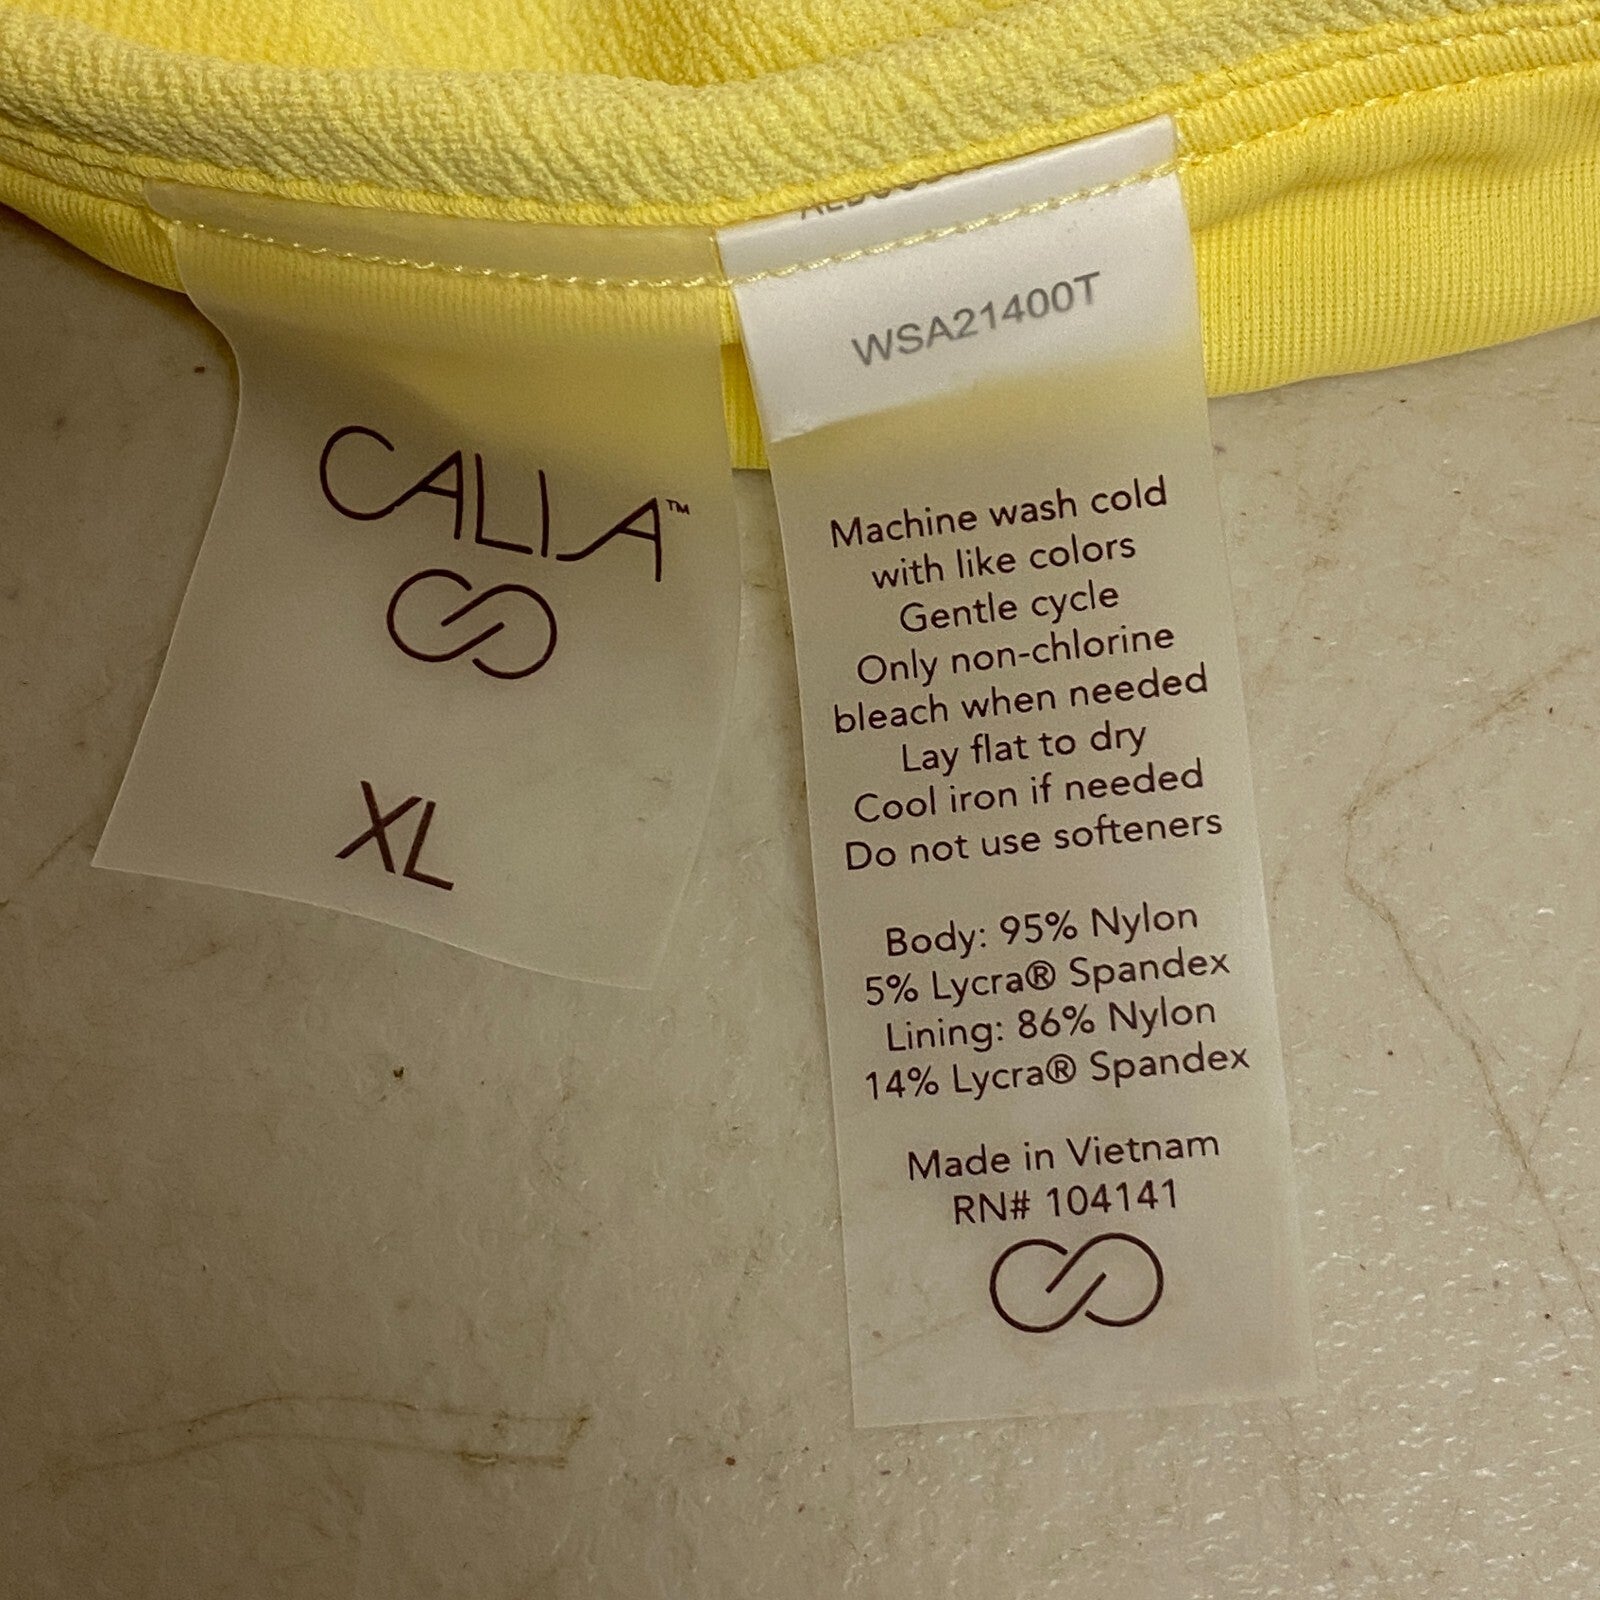 CALIA™
XL
WSA21400T
Machine wash cold
with like colors
Gentle cycle
Only non-chlorine
bleach when needed
Lay flat to dry
Cool iron if needed
Do not use softeners
Body: 95% Nylon
5% Lycra® Spandex
Lining: 86% Nylon
14% Lycra® Spandex
Made in Vietnam
RN# 104141